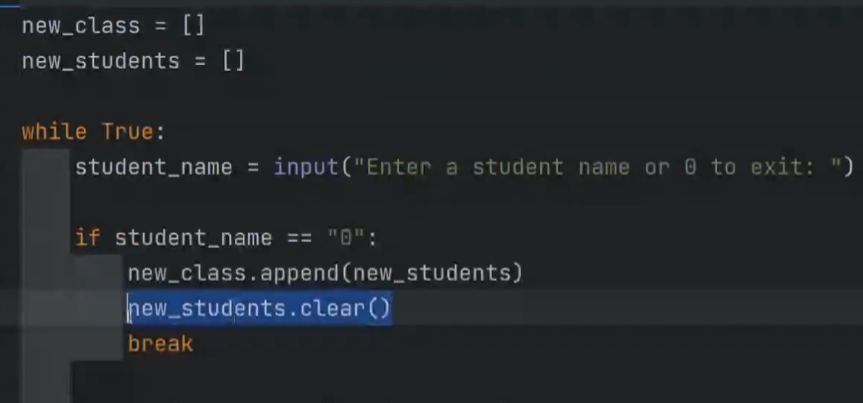 new_class = []
new_students = []
while True:
student_name = input("Enter a student name or 0 to exit: ")
if student_name == "0":
new_class.append(new_students)
new_students.clear()
break